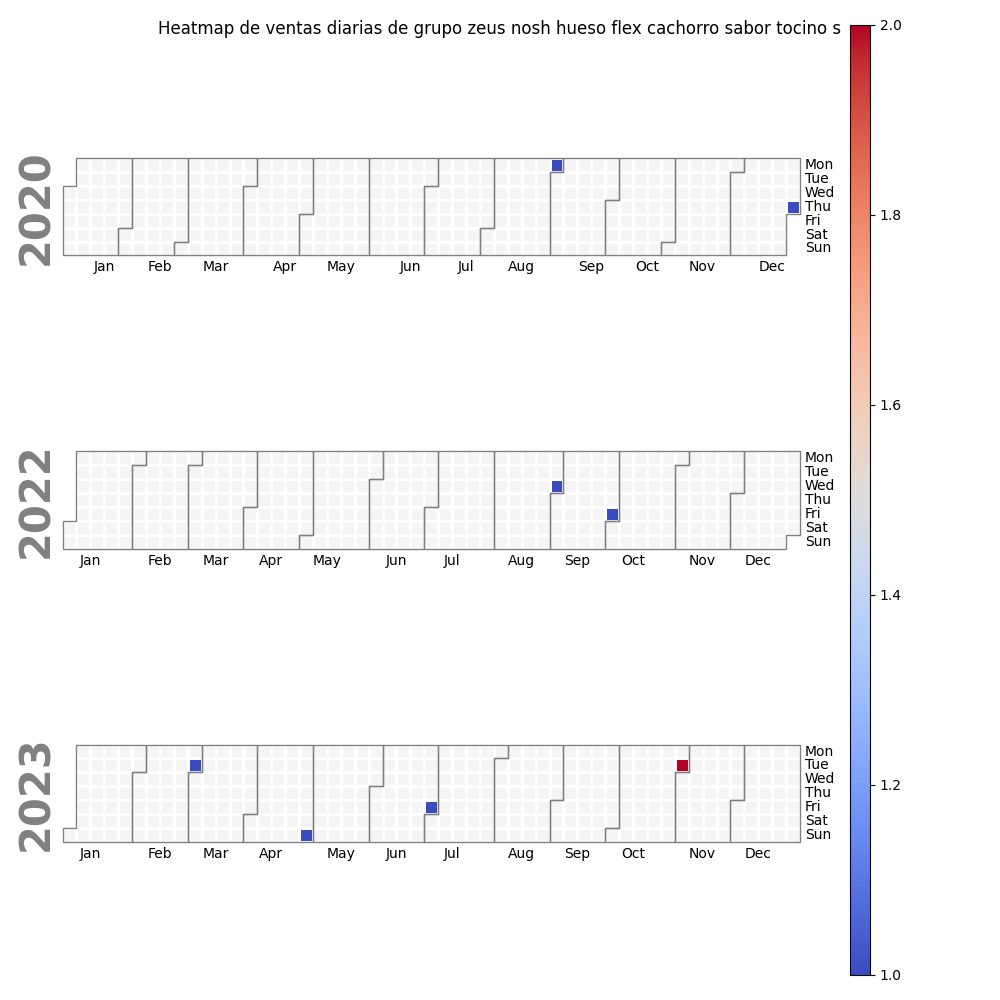 Heatmap de ventas diarias de grupo zeus nosh hueso flex cachorro sabor tocino s
2.0
1.8
1.6
1.4
1.2
1.0
2020
Mon
Tue
Wed
Thu
Fri
Sat
Sun
Jan Feb Mar Apr May Jun Jul Aug Sep Oct Nov Dec
2022
Mon
Tue
Wed
Thu
Fri
Sat
Sun
Jan Feb Mar Apr May Jun Jul Aug Sep Oct Nov Dec
2023
Mon
Tue
Wed
Thu
Fri
Sat
Sun
Jan Feb Mar Apr May Jun Jul Aug Sep Oct Nov Dec